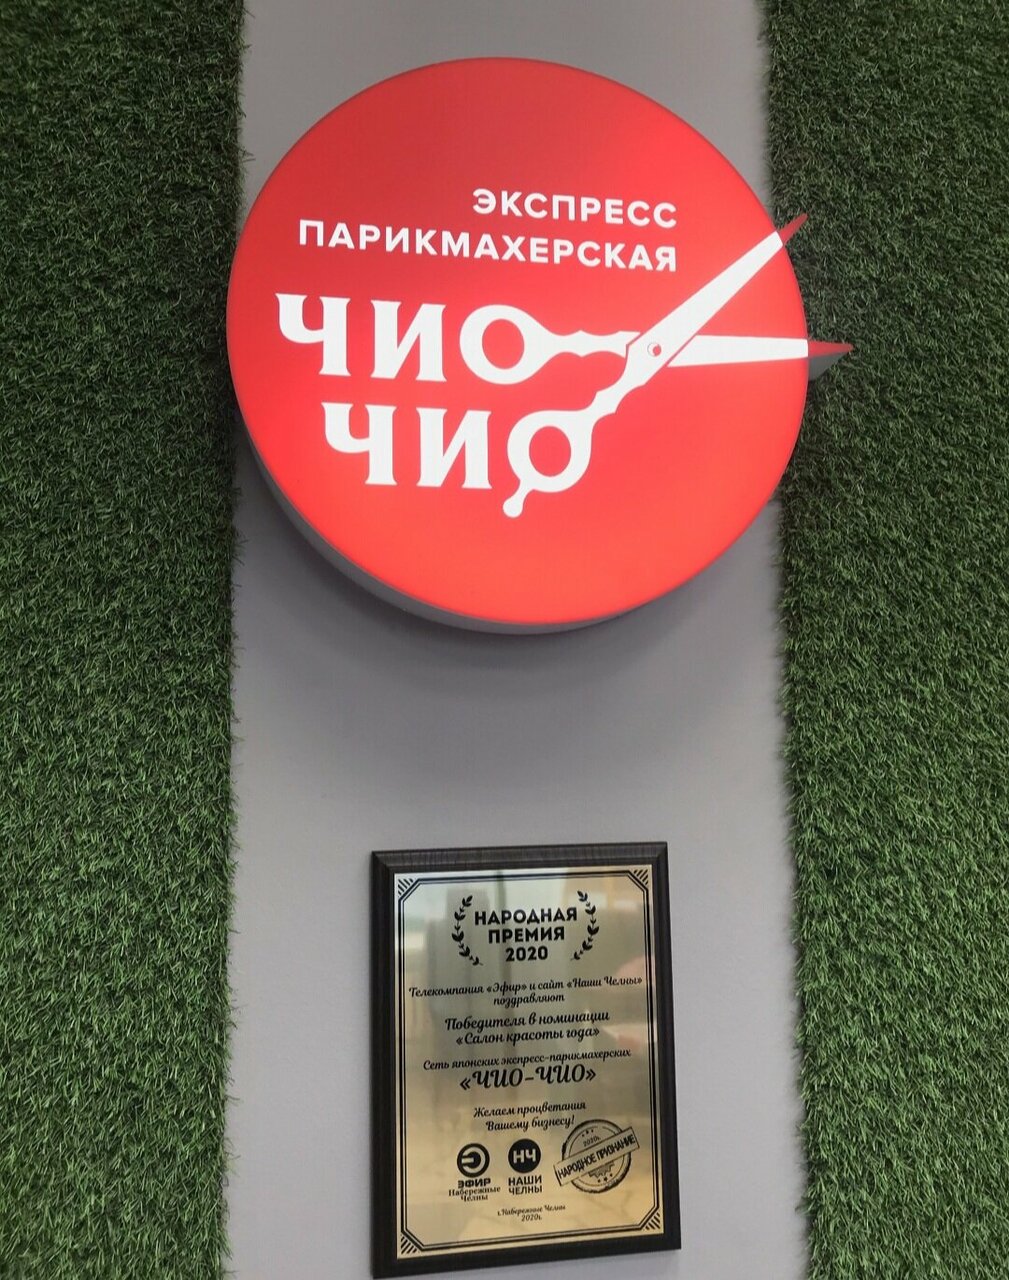 ЭКСПРЕСС
ПАРИКМАХЕРСКАЯ
ЧИО
ЧИО
НАРОДНАЯ
ПРЕМИЯ
2020
Телекомпания «Эфир» и сайт «Наши Челны»
поздравляют
Победителя в номинации
«Салон красоты года»
Сеть японских экспресс-парикмахерских
«ЧИО-ЧИО»
Желаем процветания
Вашему бизнесу!
ЭФИР
Набережные
Челны
НЧ
НАШИ
ЧЕЛНЫ
2020г.
НАРОДНОЕ ПРИЗНАНИЕ
г.Набережные Челны
2020г.